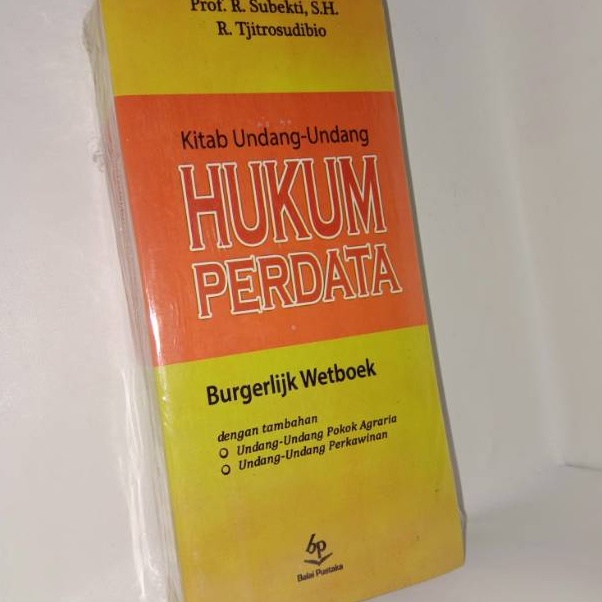 Prof. R. Subekti, S.H.
R. Tjitrosudibio
Kitab Undang-Undang
HUKUM
PERDATA
Burgerlijk Wetboek
dengan tambahan
Undang-Undang Pokok Agraria
Undang-Undang Perkawinan
bp
Balai Pustaka